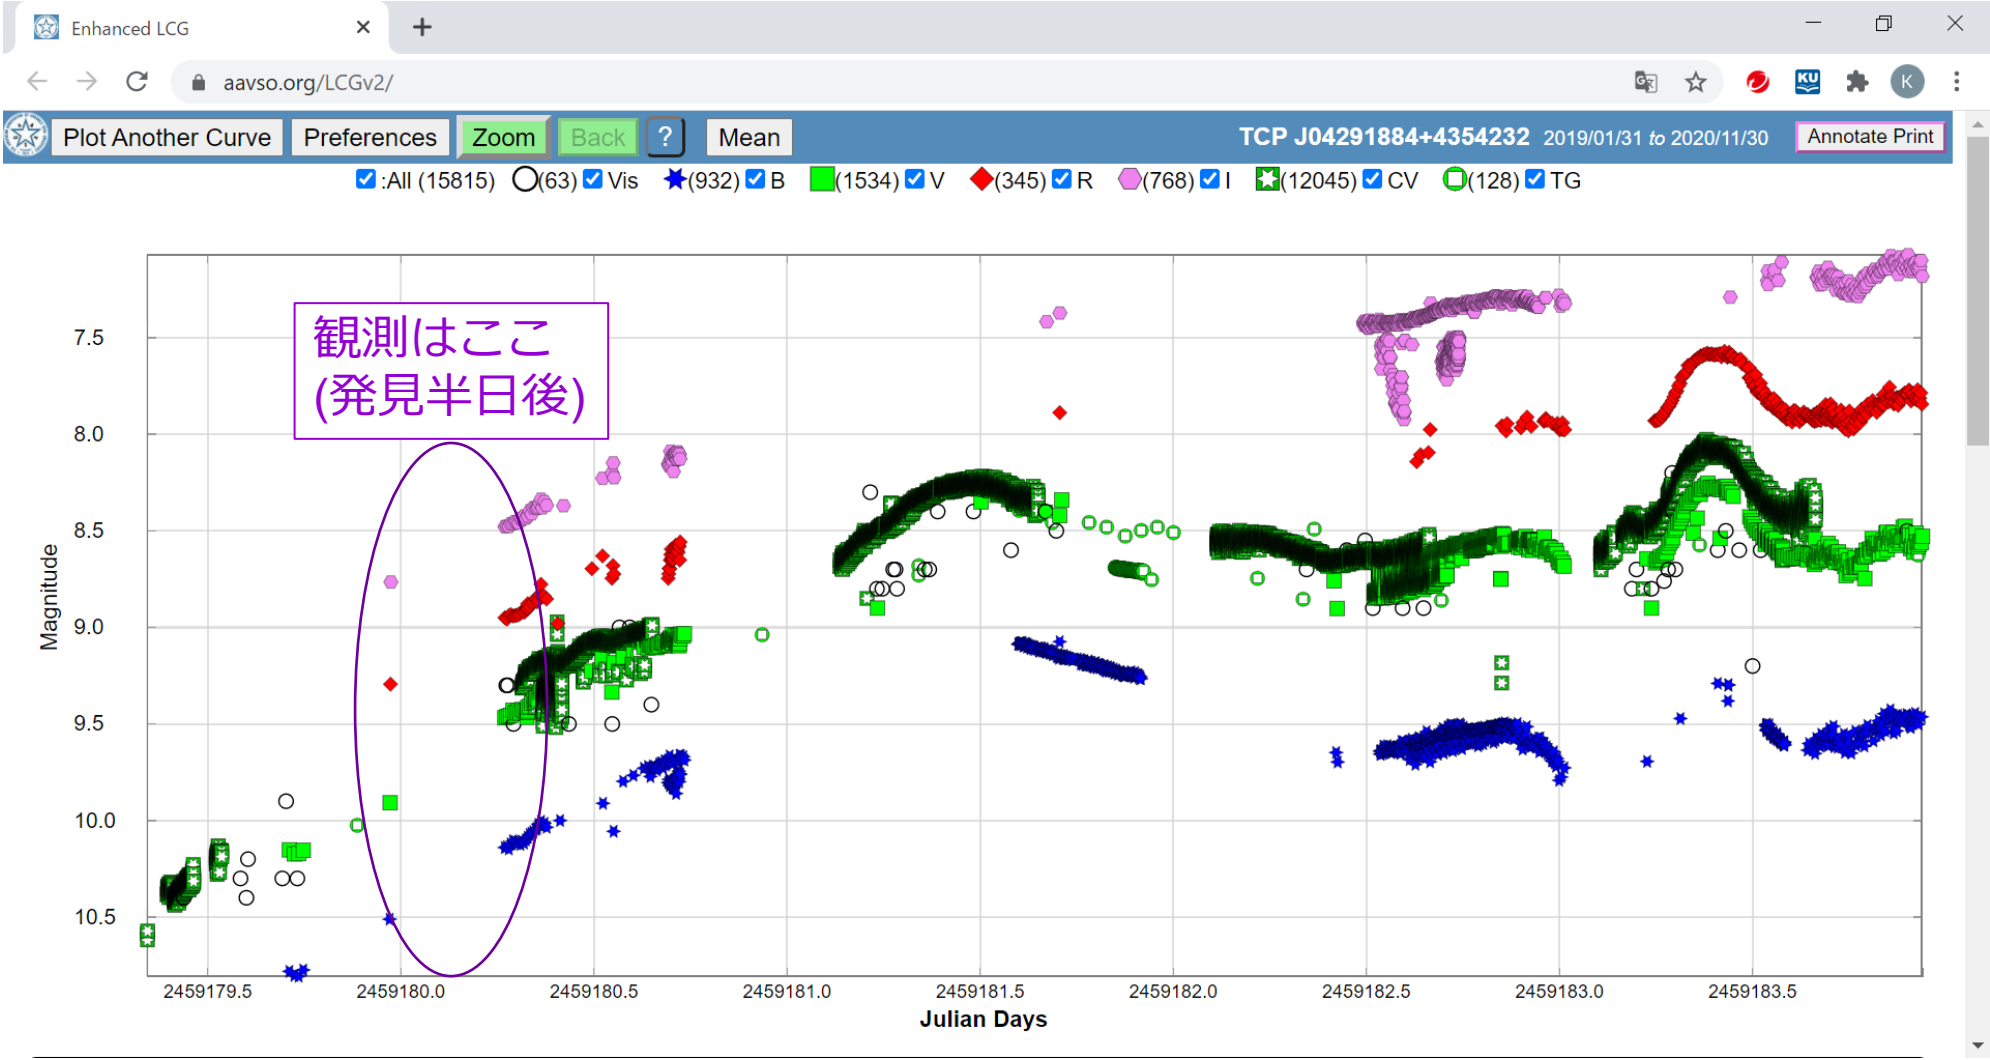 Enhanced LCG
aavso.org/LCGv2/
KU
K
Plot Another Curve Preferences Zoom Back ? Mean TCP J04291884+4354232 2019/01/31 to 2020/11/30 Annotate Print
:All (15815) (63) Vis (932) B (1534) V (345) R (768) I (12045) CV (128) TG
観測はここ
(発見半日後)
Magnitude
7.5
8.0
8.5
9.0
9.5
10.0
10.5
2459179.5 2459180.0 2459180.5 2459181.0 2459181.5 2459182.0 2459182.5 2459183.0 2459183.5
Julian Days